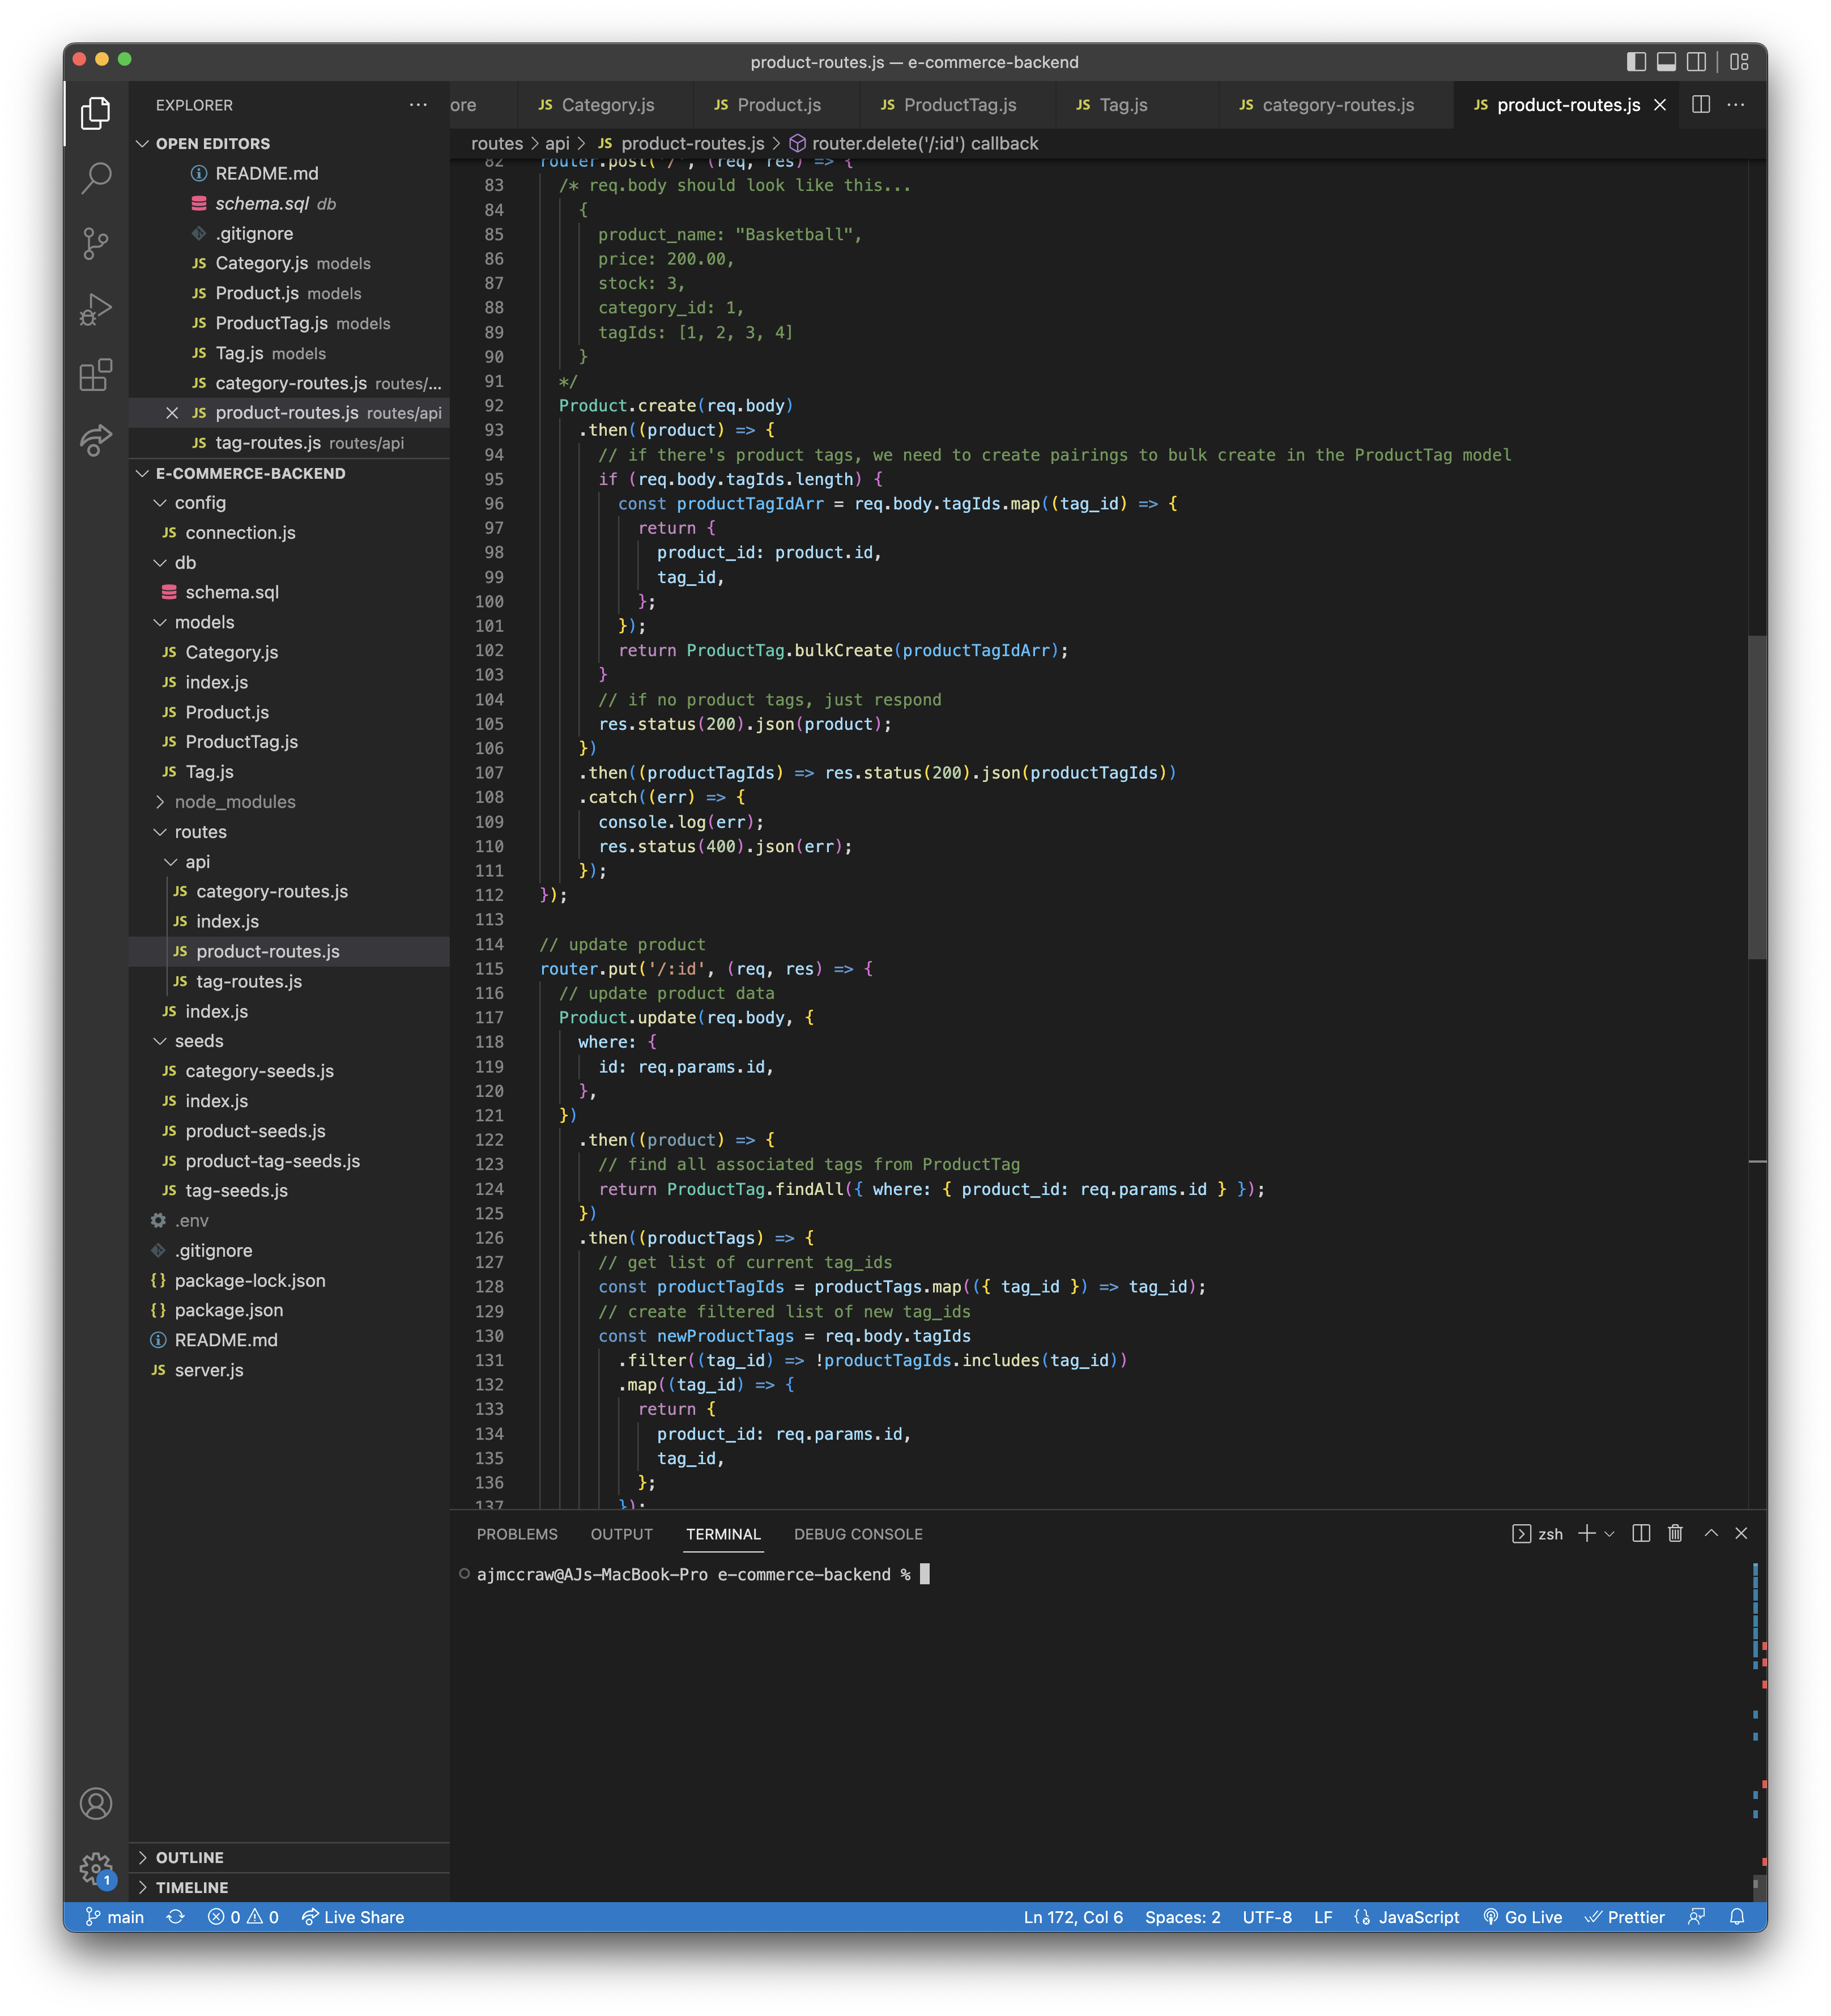 product-routes.js — e-commerce-backend
EXPLORER
OPEN EDITORS
README.md
schema.sql db
.gitignore
JS Category.js models
JS Product.js models
JS ProductTag.js models
JS Tag.js models
JS category-routes.js routes/...
JS product-routes.js routes/api
JS tag-routes.js routes/api
E-COMMERCE-BACKEND
config
JS connection.js
db
schema.sql
models
JS Category.js
JS index.js
JS Product.js
JS ProductTag.js
JS Tag.js
node_modules
routes
api
JS category-routes.js
JS index.js
JS product-routes.js
JS tag-routes.js
JS index.js
seeds
JS category-seeds.js
JS index.js
JS product-seeds.js
JS product-tag-seeds.js
JS tag-seeds.js
.env
.gitignore
{} package-lock.json
{} package.json
README.md
JS server.js
OUTLINE
TIMELINE
ore JS Category.js JS Product.js JS ProductTag.js JS Tag.js JS category-routes.js JS product-routes.js
routes > api > JS product-routes.js > router.delete('/:id') callback
82 router.post('/', (req, res) => {
83 /* req.body should look like this...
84 {
85 product_name: "Basketball",
86 price: 200.00,
87 stock: 3,
88 category_id: 1,
89 tagIds: [1, 2, 3, 4]
90 }
91 */
92 Product.create(req.body)
93 .then((product) => {
94 // if there's product tags, we need to create pairings to bulk create in the ProductTag model
95 if (req.body.tagIds.length) {
96 const productTagIdArr = req.body.tagIds.map((tag_id) => {
97 return {
98 product_id: product.id,
99 tag_id,
100 };
101 });
102 return ProductTag.bulkCreate(productTagIdArr);
103 }
104 // if no product tags, just respond
105 res.status(200).json(product);
106 })
107 .then((productTagIds) => res.status(200).json(productTagIds))
108 .catch((err) => {
109 console.log(err);
110 res.status(400).json(err);
111 });
112 });
113
114 // update product
115 router.put('/:id', (req, res) => {
116 // update product data
117 Product.update(req.body, {
118 where: {
119 id: req.params.id,
120 },
121 })
122 .then((product) => {
123 // find all associated tags from ProductTag
124 return ProductTag.findAll({ where: { product_id: req.params.id } });
125 })
126 .then((productTags) => {
127 // get list of current tag_ids
128 const productTagIds = productTags.map(({ tag_id }) => tag_id);
129 // create filtered list of new tag_ids
130 const newProductTags = req.body.tagIds
131 .filter((tag_id) => !productTagIds.includes(tag_id))
132 .map((tag_id) => {
133 return {
134 product_id: req.params.id,
135 tag_id,
136 };
137 });
PROBLEMS OUTPUT TERMINAL DEBUG CONSOLE zsh
ajmccraw@AJs-MacBook-Pro e-commerce-backend %
1
main 0 0 Live Share Ln 172, Col 6 Spaces: 2 UTF-8 LF JavaScript Go Live Prettier